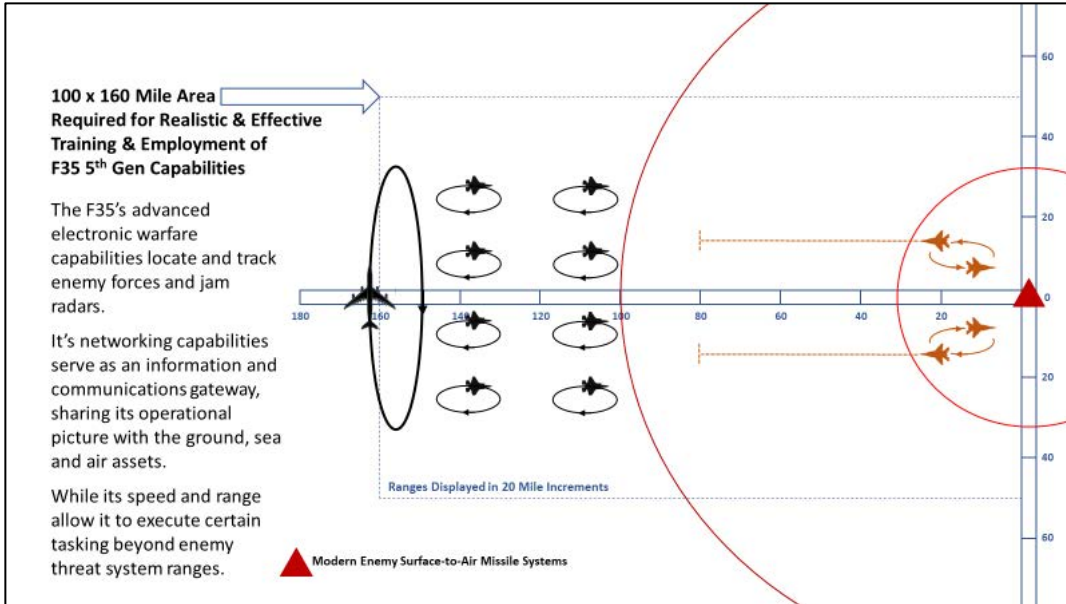 100 x 160 Mile Area
Required for Realistic & Effective
Training & Employment of
F35 5th Gen Capabilities
The F35's advanced
electronic warfare
capabilities locate and track
enemy forces and jam
radars.
It's networking capabilities
serve as an information and
communications gateway,
sharing its operational
picture with the ground, sea
and air assets.
While its speed and range
allow it to execute certain
tasking beyond enemy
threat system ranges.
60
40
20
0
180 160 140 120 100 80 60 40 20
20
40
60
Ranges Displayed in 20 Mile Increments
Modern Enemy Surface-to-Air Missile Systems